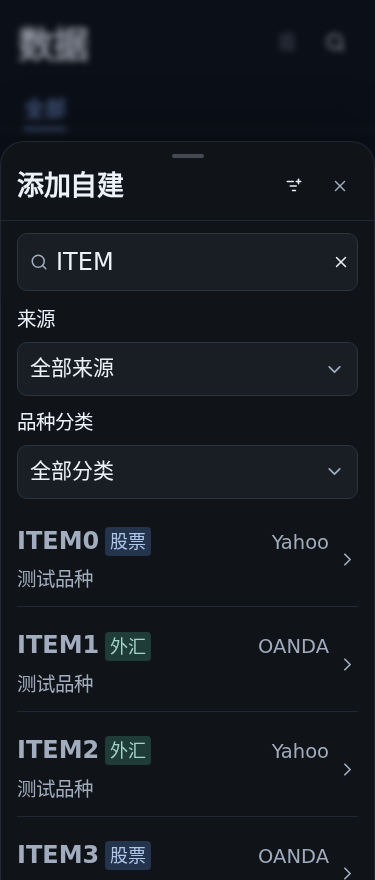 数据
全部
添加自建
ITEM
来源
全部来源
品种分类
全部分类
ITEM0 股票 Yahoo
测试品种
ITEM1 外汇 OANDA
测试品种
ITEM2 外汇 Yahoo
测试品种
ITEM3 股票 OANDA